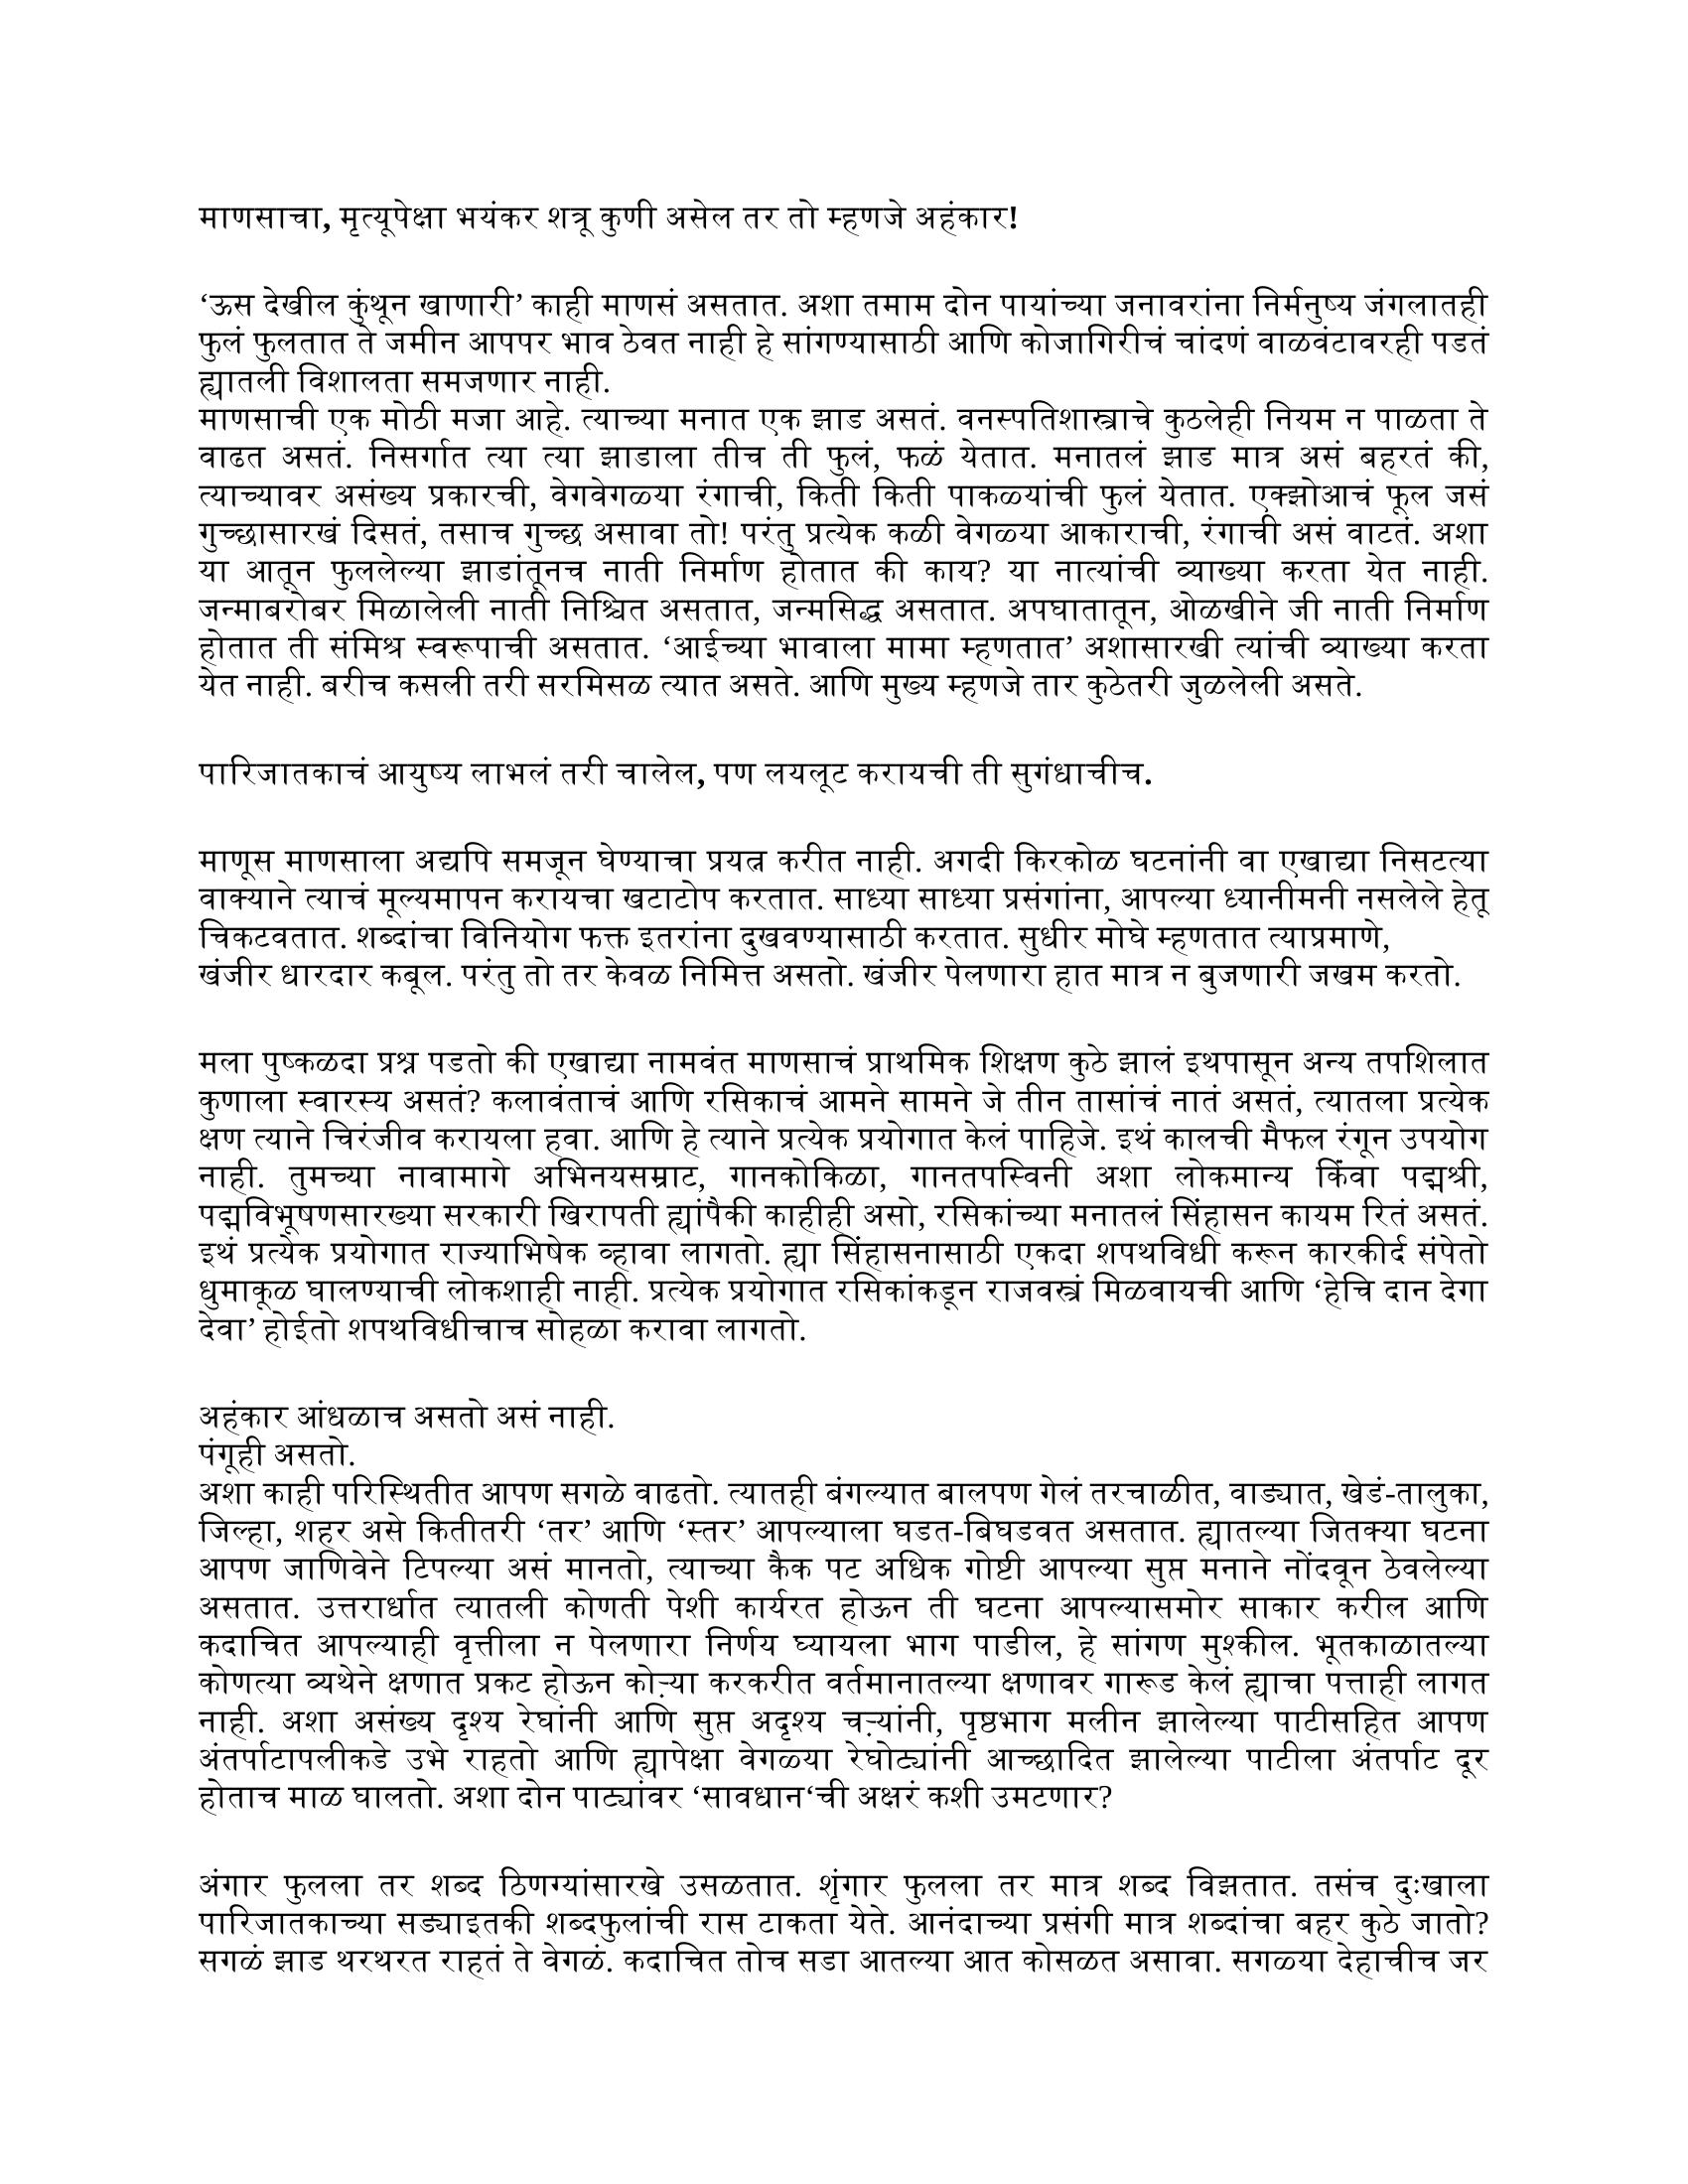 माणसाचा, मृत्यूपेक्षा भयंकर शत्रू कुणी असेल तर तो म्हणजे अहंकार!
‘ऊस देखील कुंथून खाणारी’ काही माणसं असतात. अशा तमाम दोन पायांच्या जनावरांना निर्मनुष्य जंगलातही
फुलं फुलतात ते जमीन आपपर भाव ठेवत नाही हे सांगण्यासाठी आणि कोजागिरीचं चांदणं वाळवंटावरही पडतं
ह्यातली विशालता समजणार नाही.
माणसाची एक मोठी मजा आहे. त्याच्या मनात एक झाड असतं. वनस्पतिशास्त्राचे कुठलेही नियम न पाळता ते
वाढत असतं. निसर्गात त्या त्या झाडाला तीच ती फुलं, फळं येतात. मनातलं झाड मात्र असं बहरतं की,
त्याच्यावर असंख्य प्रकारची, वेगवेगळ्या रंगाची, किती किती पाकळ्यांची फुलं येतात. एक्झोआचं फूल जसं
गुच्छासारखं दिसतं, तसाच गुच्छ असावा तो! परंतु प्रत्येक कळी वेगळ्या आकाराची, रंगाची असं वाटतं. अशा
या आतून फुललेल्या झाडांतूनच नाती निर्माण होतात की काय? या नात्यांची व्याख्या करता येत नाही.
जन्माबरोबर मिळालेली नाती निश्चित असतात, जन्मसिद्ध असतात. अपघातातून, ओळखीने जी नाती निर्माण
होतात ती संमिश्र स्वरूपाची असतात. ‘आईच्या भावाला मामा म्हणतात’ अशासारखी त्यांची व्याख्या करता
येत नाही. बरीच कसली तरी सरमिसळ त्यात असते. आणि मुख्य म्हणजे तार कुठेतरी जुळलेली असते.
पारिजातकाचं आयुष्य लाभलं तरी चालेल, पण लयलूट करायची ती सुगंधाचीच.
माणूस माणसाला अद्यपि समजून घेण्याचा प्रयत्न करीत नाही. अगदी किरकोळ घटनांनी वा एखाद्या निसटत्या
वाक्याने त्याचं मूल्यमापन करायचा खटाटोप करतात. साध्या साध्या प्रसंगांना, आपल्या ध्यानीमनी नसलेले हेतू
चिकटवतात. शब्दांचा विनियोग फक्त इतरांना दुखवण्यासाठी करतात. सुधीर मोघे म्हणतात त्याप्रमाणे,
खंजीर धारदार कबूल. परंतु तो तर केवळ निमित्त असतो. खंजीर पेलणारा हात मात्र न बुजणारी जखम करतो.
मला पुष्कळदा प्रश्न पडतो की एखाद्या नामवंत माणसाचं प्राथमिक शिक्षण कुठे झालं इथपासून अन्य तपशिलात
कुणाला स्वारस्य असतं? कलावंताचं आणि रसिकाचं आमने सामने जे तीन तासांचं नातं असतं, त्यातला प्रत्येक
क्षण त्याने चिरंजीव करायला हवा. आणि हे त्याने प्रत्येक प्रयोगात केलं पाहिजे. इथं कालची मैफल रंगून उपयोग
नाही. तुमच्या नावामागे अभिनयसम्राट, गानकोकिळा, गानतपस्विनी अशा लोकमान्य किंवा पद्मश्री,
पद्मविभूषणसारख्या सरकारी खिरापती ह्यांपैकी काहीही असो, रसिकांच्या मनातलं सिंहासन कायम रितं असतं.
इथं प्रत्येक प्रयोगात राज्याभिषेक व्हावा लागतो. ह्या सिंहासनासाठी एकदा शपथविधी करून कारकीर्द संपेतो
धुमाकूळ घालण्याची लोकशाही नाही. प्रत्येक प्रयोगात रसिकांकडून राजवस्त्रं मिळवायची आणि ‘हेचि दान देगा
देवा’ होईतो शपथविधीचाच सोहळा करावा लागतो.
अहंकार आंधळाच असतो असं नाही.
पंगूही असतो.
अशा काही परिस्थितीत आपण सगळे वाढतो. त्यातही बंगल्यात बालपण गेलं तरचाळीत, वाड्यात, खेडं-तालुका,
जिल्हा, शहर असे कितीतरी ‘तर’ आणि ‘स्तर’ आपल्याला घडत-बिघडवत असतात. ह्यातल्या जितक्या घटना
आपण जाणिवेने टिपल्या असं मानतो, त्याच्या कैक पट अधिक गोष्टी आपल्या सुप्त मनाने नोंदवून ठेवलेल्या
असतात. उत्तरार्धात त्यातली कोणती पेशी कार्यरत होऊन ती घटना आपल्यासमोर साकार करील आणि
कदाचित आपल्याही वृत्तीला न पेलणारा निर्णय घ्यायला भाग पाडील, हे सांगण मुश्कील. भूतकाळातल्या
कोणत्या व्यथेने क्षणात प्रकट होऊन कोऱ्या करकरीत वर्तमानातल्या क्षणावर गारूड केलं ह्याचा पत्ताही लागत
नाही. अशा असंख्य दृश्य रेघांनी आणि सुप्त अदृश्य चऱ्यांनी, पृष्ठभाग मलीन झालेल्या पाटीसहित आपण
अंतर्पाटापलीकडे उभे राहतो आणि ह्यापेक्षा वेगळ्या रेघोट्यांनी आच्छादित झालेल्या पाटीला अंतर्पाट दूर
होताच माळ घालतो. अशा दोन पाट्यांवर ‘सावधान‘ची अक्षरं कशी उमटणार?
अंगार फुलला तर शब्द ठिणग्यांसारखे उसळतात. शृंगार फुलला तर मात्र शब्द विझतात. तसंच दुःखाला
पारिजातकाच्या सड्याइतकी शब्दफुलांची रास टाकता येते. आनंदाच्या प्रसंगी मात्र शब्दांचा बहर कुठे जातो?
सगळं झाड थरथरत राहतं ते वेगळं. कदाचित तोच सडा आतल्या आत कोसळत असावा. सगळ्या देहाचीच जर